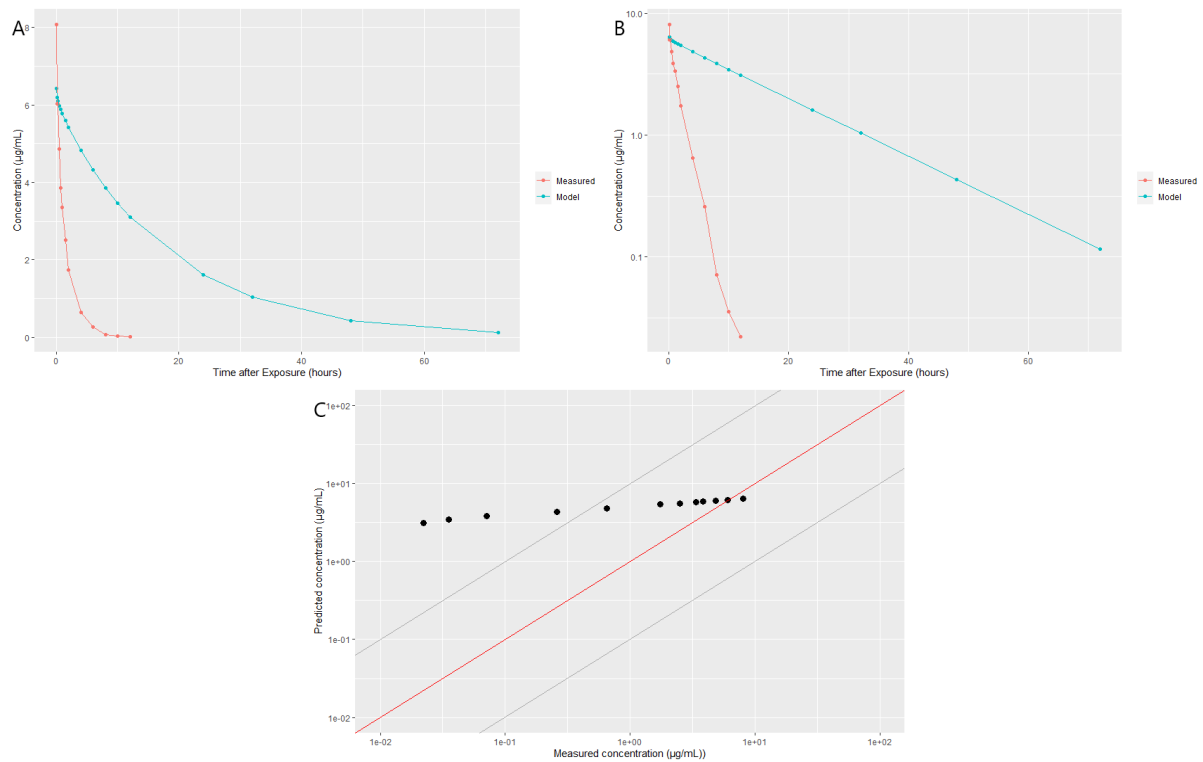 A
8
6
4
2
0
Concentration (µg/mL)
0
20
40
60
Time after Exposure (hours)
Measured
Model
B
10.0
1.0
0.1
Concentration (µg/mL)
0
20
40
60
Time after Exposure (hours)
Measured
Model
C
1e+02
1e+01
1e+00
1e-01
1e-02
Predicted concentration (µg/mL)
1e-02
1e-01
1e+00
1e+01
1e+02
Measured concentration (µg/mL))